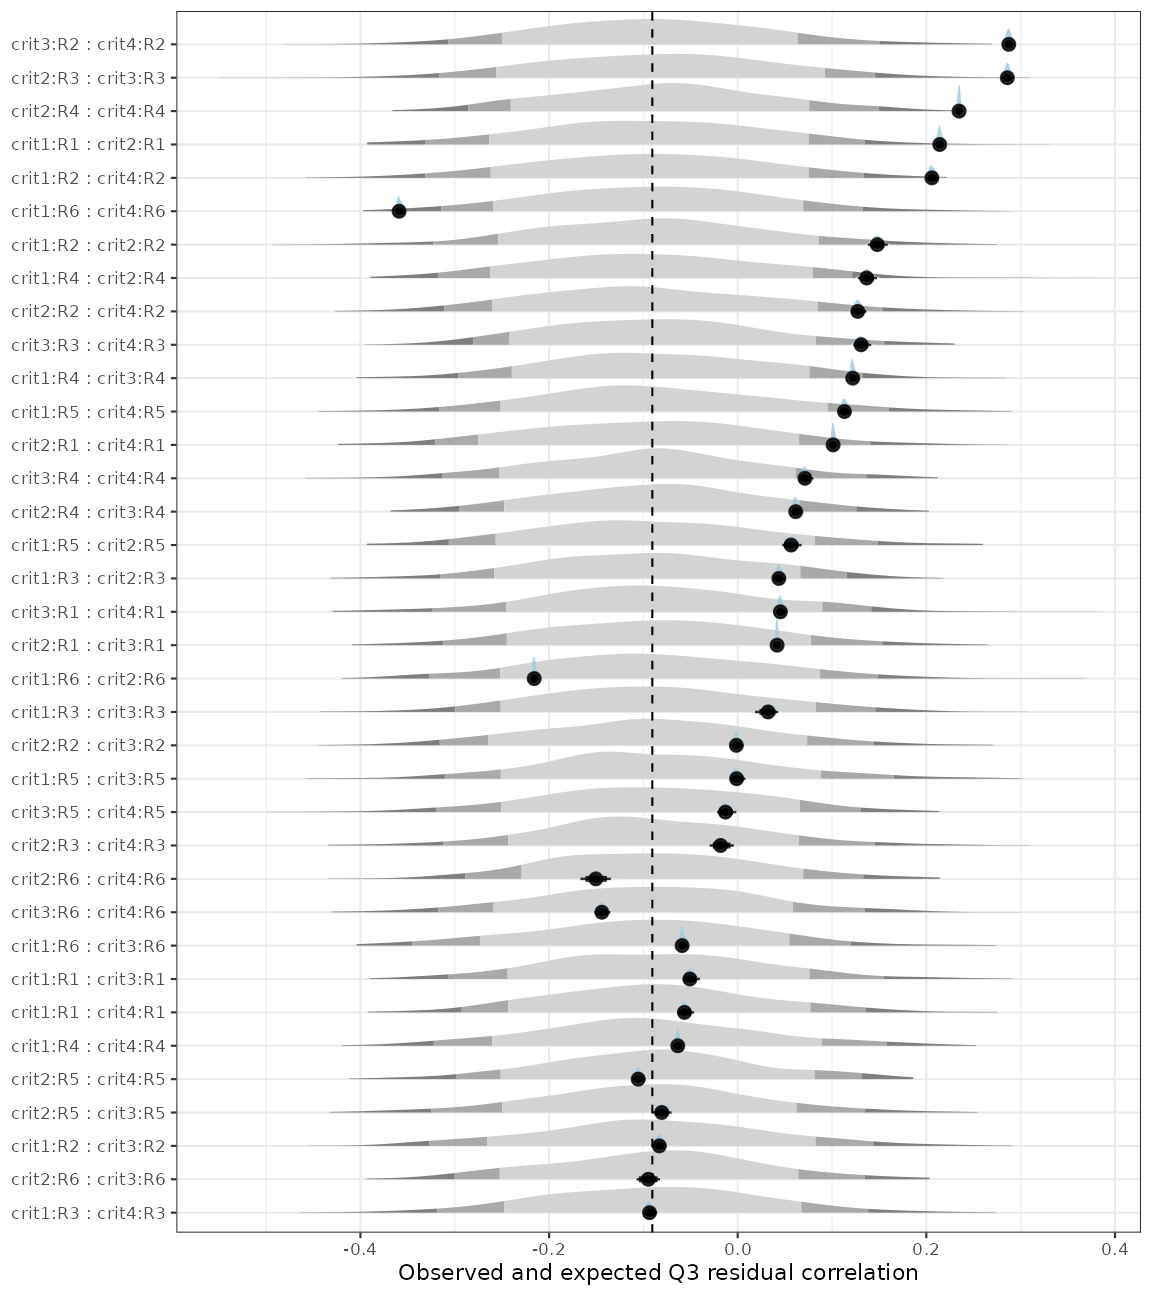 crit3:R2 : crit4:R2
crit2:R3 : crit3:R3
crit2:R4 : crit4:R4
crit1:R1 : crit2:R1
crit1:R2 : crit4:R2
crit1:R6 : crit4:R6
crit1:R2 : crit2:R2
crit1:R4 : crit2:R4
crit2:R2 : crit4:R2
crit3:R3 : crit4:R3
crit1:R4 : crit3:R4
crit1:R5 : crit4:R5
crit2:R1 : crit4:R1
crit3:R4 : crit4:R4
crit2:R4 : crit3:R4
crit1:R5 : crit2:R5
crit1:R3 : crit2:R3
crit3:R1 : crit4:R1
crit2:R1 : crit3:R1
crit1:R6 : crit2:R6
crit1:R3 : crit3:R3
crit2:R2 : crit3:R2
crit1:R5 : crit3:R5
crit3:R5 : crit4:R5
crit2:R3 : crit4:R3
crit2:R6 : crit4:R6
crit3:R6 : crit4:R6
crit1:R6 : crit3:R6
crit1:R1 : crit3:R1
crit1:R1 : crit4:R1
crit1:R4 : crit4:R4
crit2:R5 : crit4:R5
crit2:R5 : crit3:R5
crit1:R2 : crit3:R2
crit2:R6 : crit3:R6
crit1:R3 : crit4:R3
-0.4 -0.2 0.0 0.2 0.4
Observed and expected Q3 residual correlation